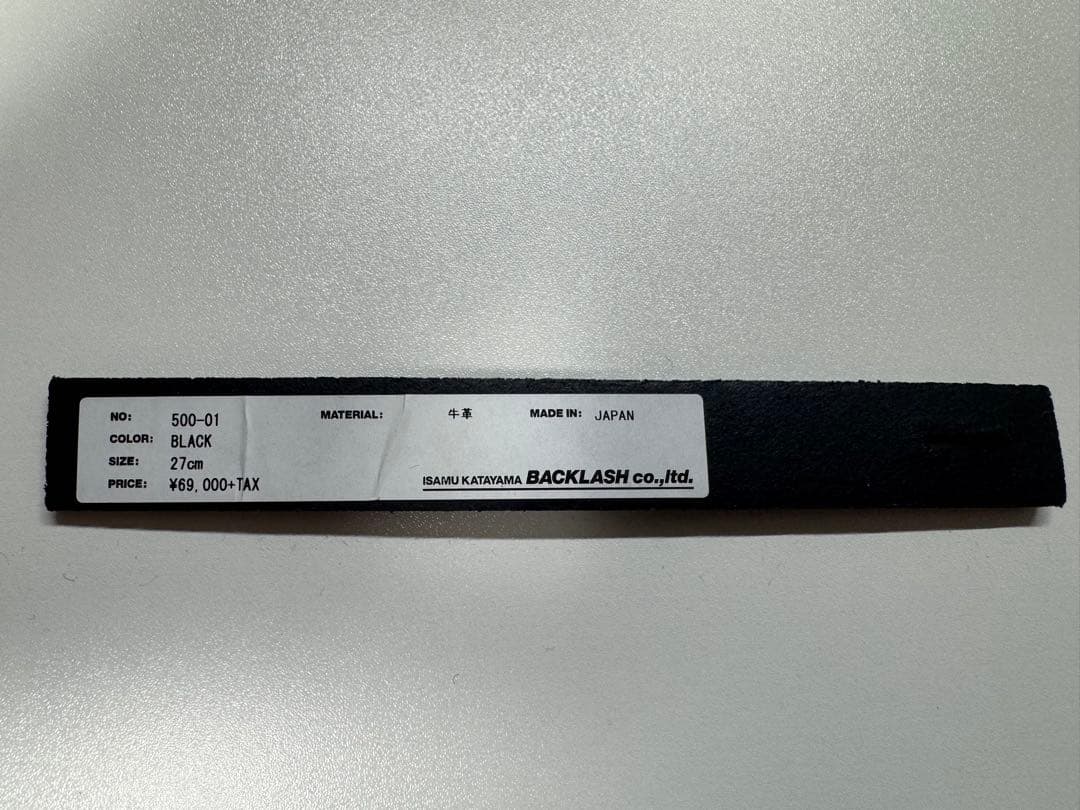 NO: 500-01 MATERIAL: 牛革 MADE IN: JAPAN
COLOR: BLACK
SIZE: 27cm
PRICE: ¥69,000+TAX
ISAMU KATAYAMA BACKLASH co.,ltd.